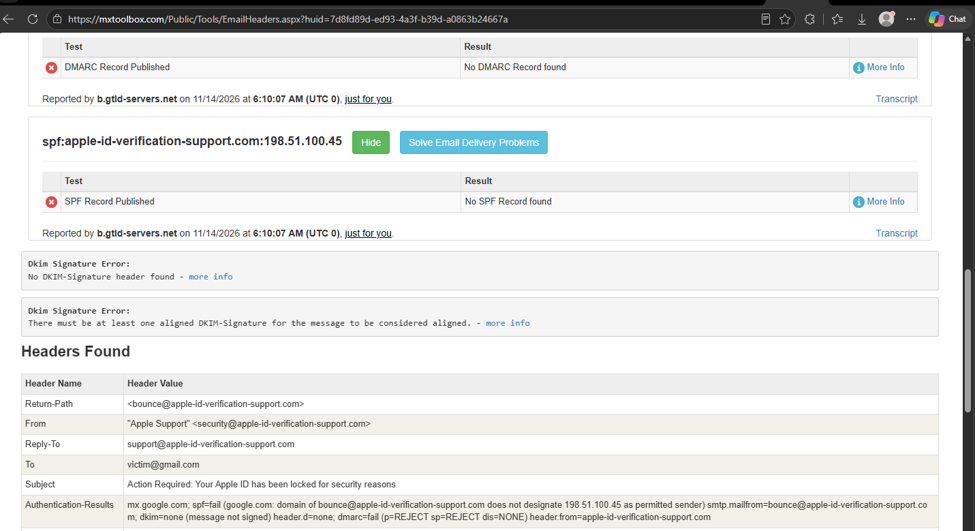 https://mxtoolbox.com/Public/Tools/EmailHeaders.aspx?huid=7d8fd89d-ed93-4a3f-b39d-a0863b24667a
Chat
Test Result
DMARC Record Published No DMARC Record found More Info
Reported by b.gtld-servers.net on 11/14/2026 at 6:10:07 AM (UTC 0), just for you. Transcript
spf:apple-id-verification-support.com:198.51.100.45 Hide Solve Email Delivery Problems
Test Result
SPF Record Published No SPF Record found More Info
Reported by b.gtld-servers.net on 11/14/2026 at 6:10:07 AM (UTC 0), just for you. Transcript
Dkim Signature Error:
No DKIM-Signature header found - more info
Dkim Signature Error:
There must be at least one aligned DKIM-Signature for the message to be considered aligned. - more info
Headers Found
Header Name Header Value
Return-Path <bounce@apple-id-verification-support.com>
From "Apple Support" <security@apple-id-verification-support.com>
Reply-To support@apple-id-verification-support.com
To victim@gmail.com
Subject Action Required: Your Apple ID has been locked for security reasons
Authentication-Results mx.google.com; spf=fail (google.com: domain of bounce@apple-id-verification-support.com does not designate 198.51.100.45 as permitted sender) smtp.mailfrom=bounce@apple-id-verification-support.co
m; dkim=none (message not signed) header.d=none; dmarc=fail (p=REJECT sp=REJECT dis=NONE) header.from=apple-id-verification-support.com